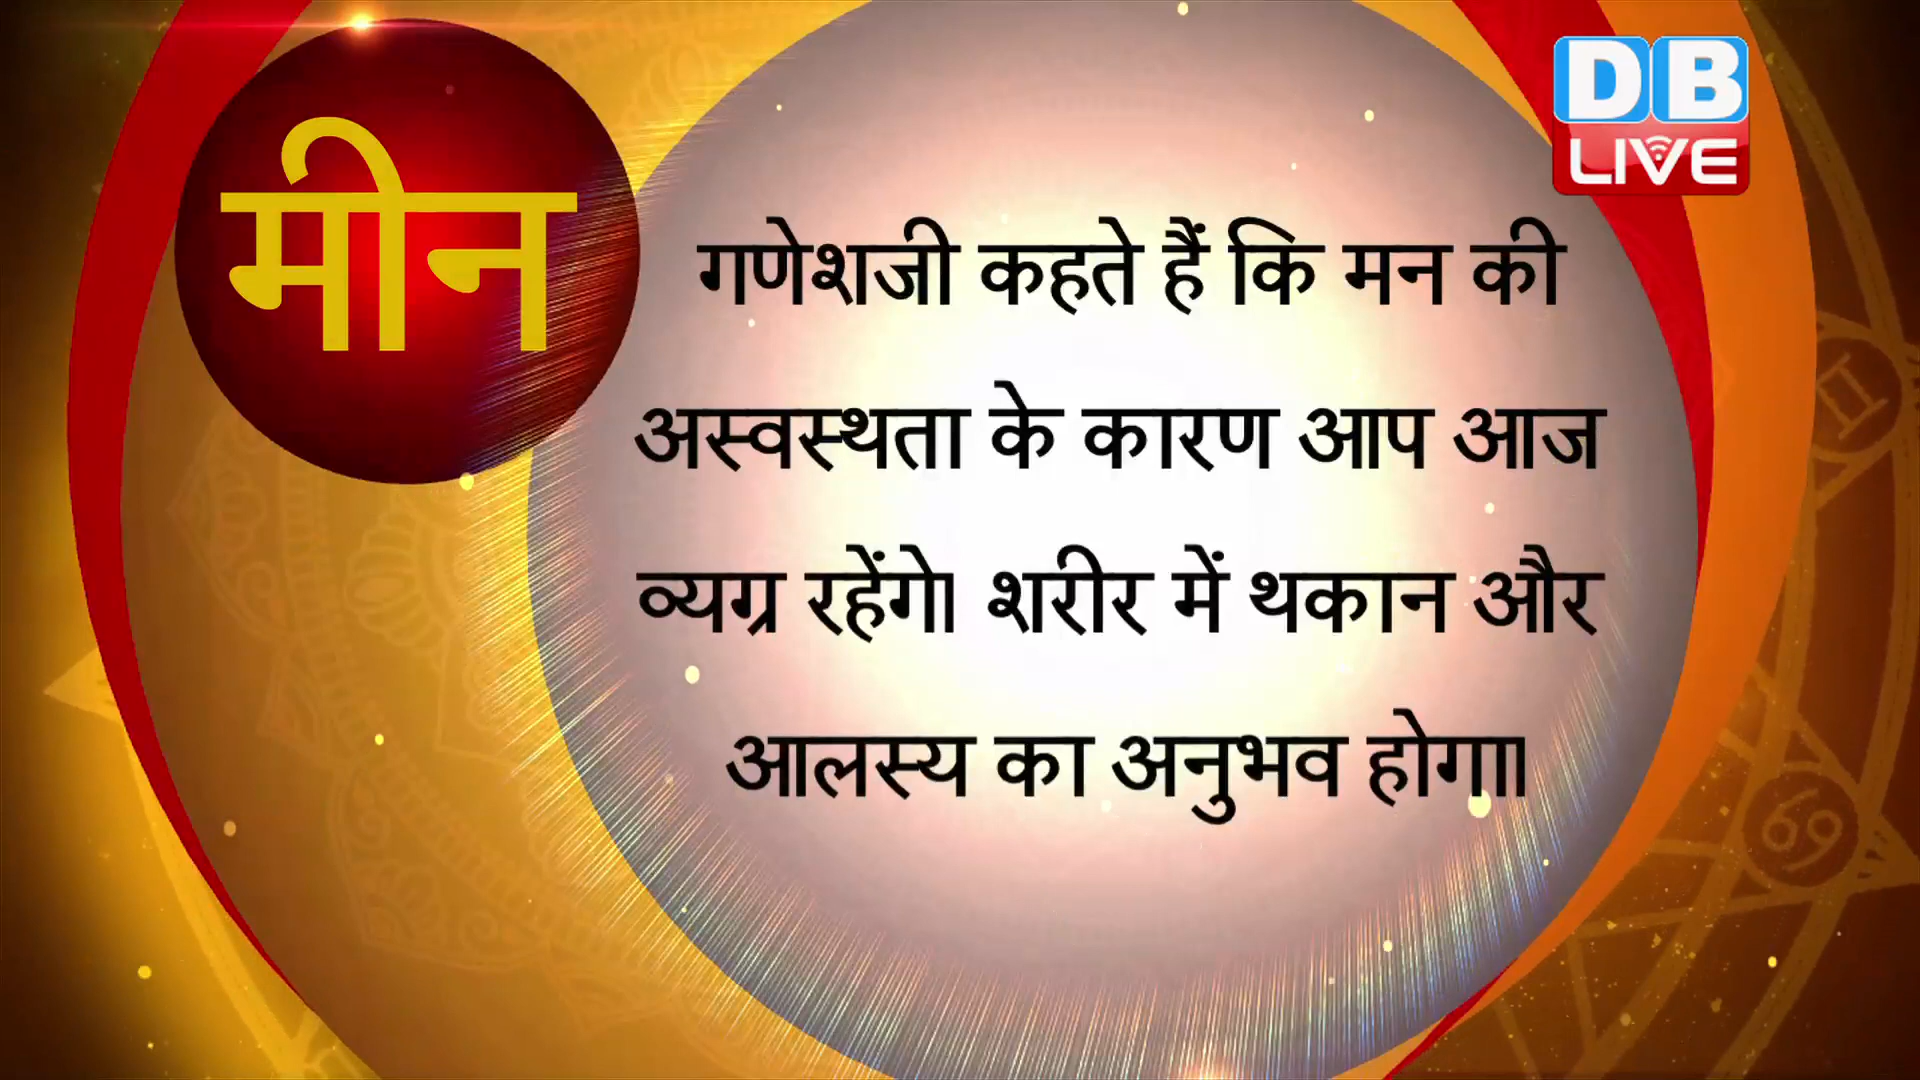 मीन
DB
LIVE
गणेशजी कहते हैं कि मन की
अस्वस्थता के कारण आप आज
व्यग्र रहेंगे। शरीर में थकान और
आलस्य का अनुभव होगा।